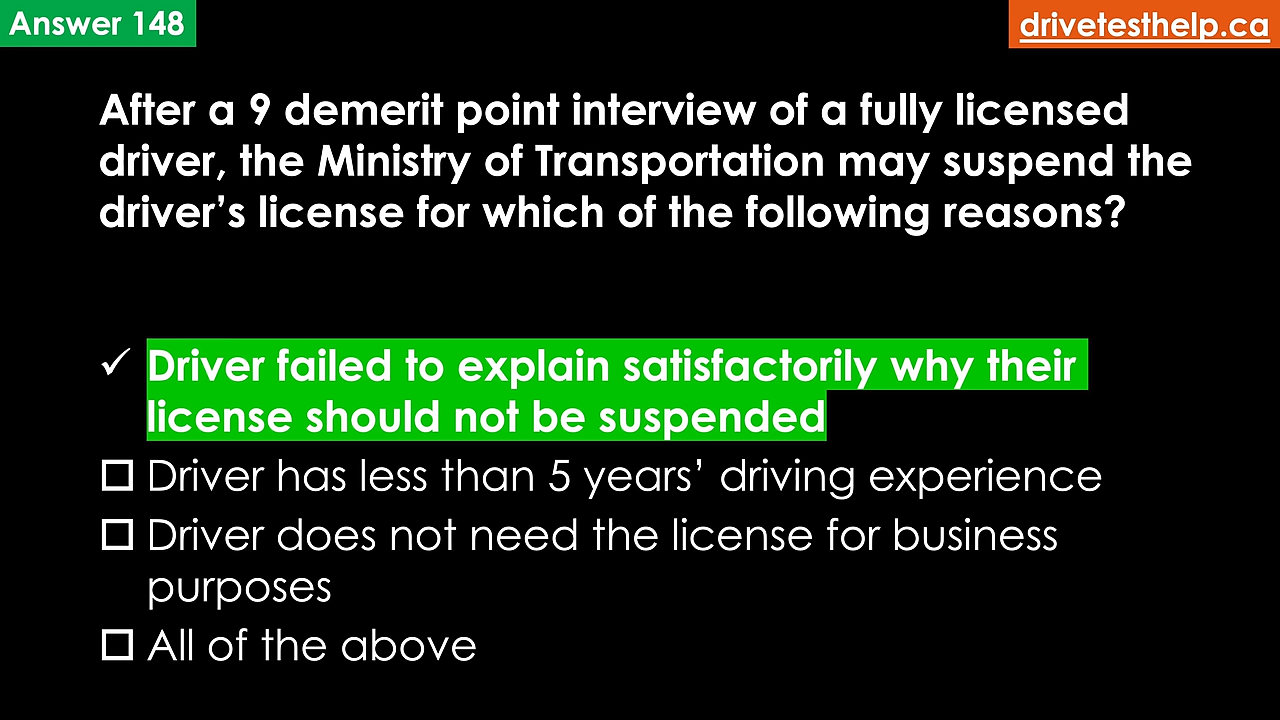 Answer 148
drivetesthelp.ca
After a 9 demerit point interview of a fully licensed
driver, the Ministry of Transportation may suspend the
driver’s license for which of the following reasons?
✓ Driver failed to explain satisfactorily why their
license should not be suspended
☐ Driver has less than 5 years’ driving experience
☐ Driver does not need the license for business
purposes
☐ All of the above